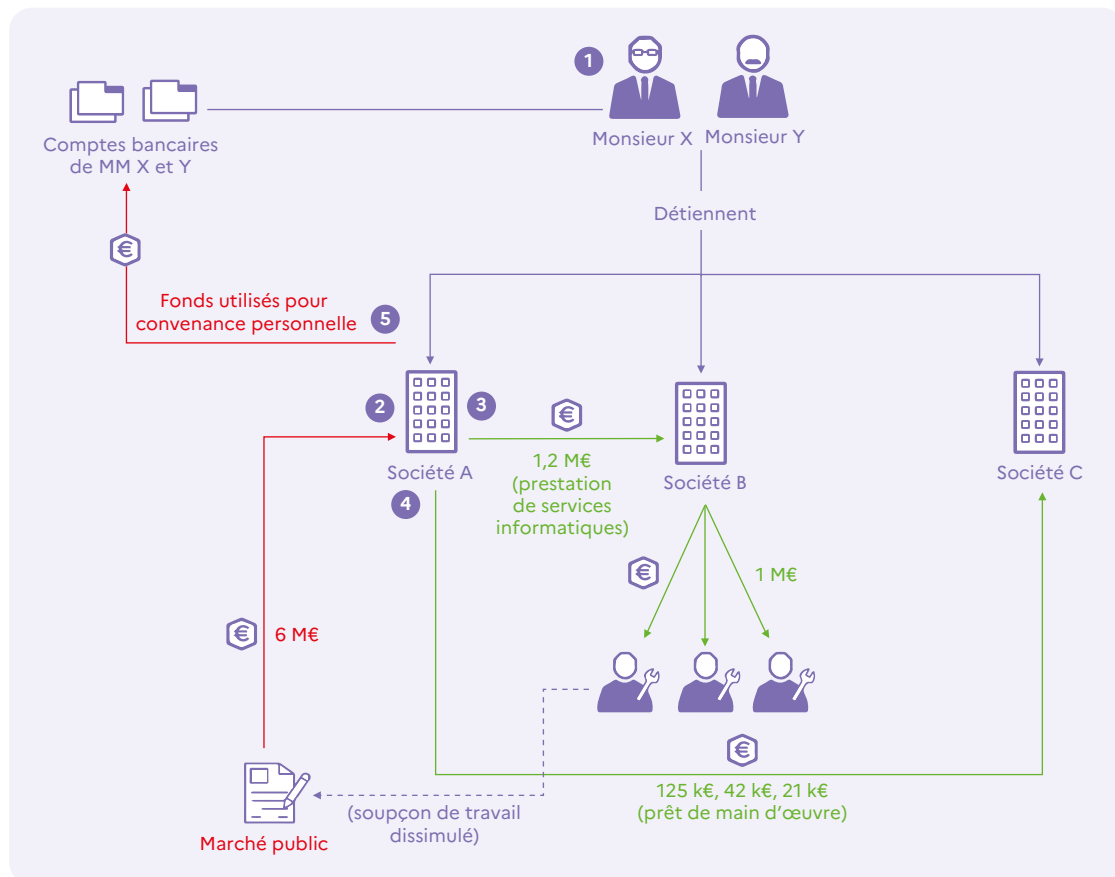 1
Monsieur X
Monsieur Y
Comptes bancaires
de MM X et Y
Détiennent
€
Fonds utilisés pour
convenance personnelle
5
2
3
€
Société A
1,2 M€
(prestation
de services
informatiques)
Société B
Société C
4
€
1 M€
€
6 M€
€
125 k€, 42 k€, 21 k€
(prêt de main d'œuvre)
(soupçon de travail
dissimulé)
Marché public